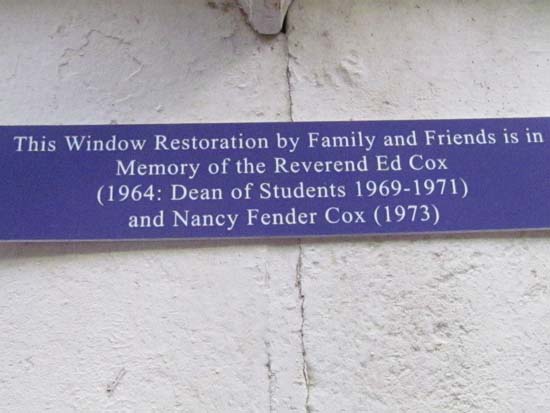 This Window Restoration by Family and Friends is in
Memory of the Reverend Ed Cox
(1964: Dean of Students 1969-1971)
and Nancy Fender Cox (1973)